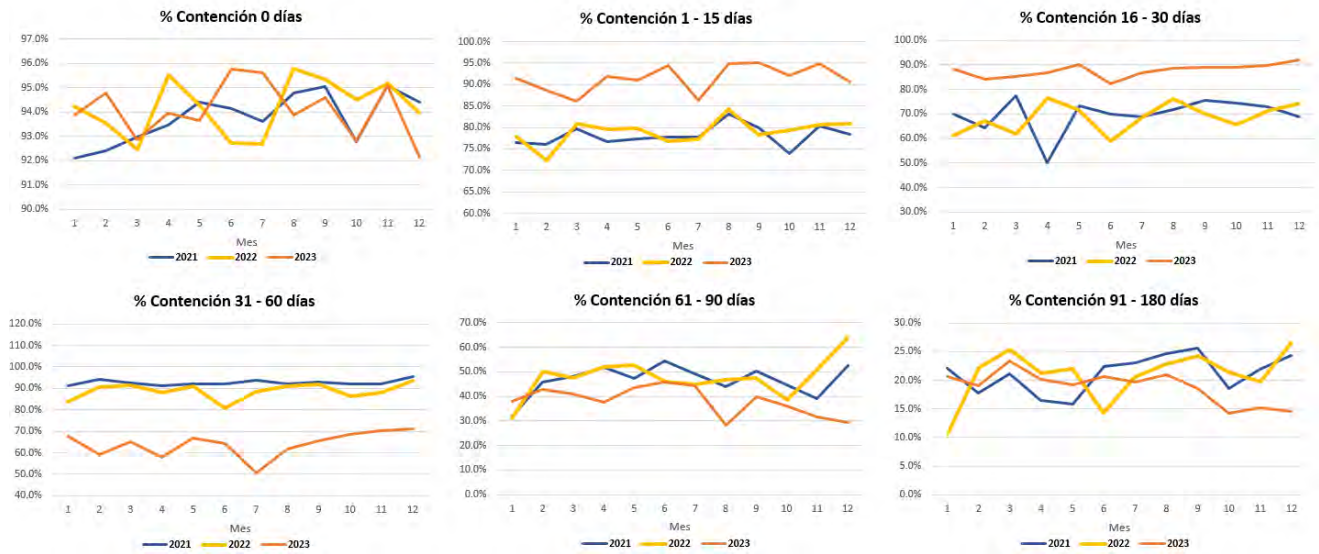 % Contención 0 días
97.0%
96.0%
95.0%
94.0%
93.0%
92.0%
91.0%
90.0%
1 2 3 4 5 6 7 8 9 10 11 12
Mes
2021 2022 2023
% Contención 1 - 15 días
100.0%
95.0%
90.0%
85.0%
80.0%
75.0%
70.0%
65.0%
60.0%
1 2 3 4 5 6 7 8 9 10 11 12
Mes
2021 2022 2023
% Contención 16 - 30 días
100.0%
90.0%
80.0%
70.0%
60.0%
50.0%
40.0%
30.0%
1 2 3 4 5 6 7 8 9 10 11 12
Mes
2021 2022 2023
% Contención 31 - 60 días
120.0%
110.0%
100.0%
90.0%
80.0%
70.0%
60.0%
50.0%
40.0%
1 2 3 4 5 6 7 8 9 10 11 12
Mes
2021 2022 2023
% Contención 61 - 90 días
70.0%
60.0%
50.0%
40.0%
30.0%
20.0%
10.0%
0.0%
1 2 3 4 5 6 7 8 9 10 11 12
Mes
2021 2022 2023
% Contención 91 - 180 días
30.0%
25.0%
20.0%
15.0%
10.0%
5.0%
0.0%
1 2 3 4 5 6 7 8 9 10 11 12
Mes
2021 2022 2023